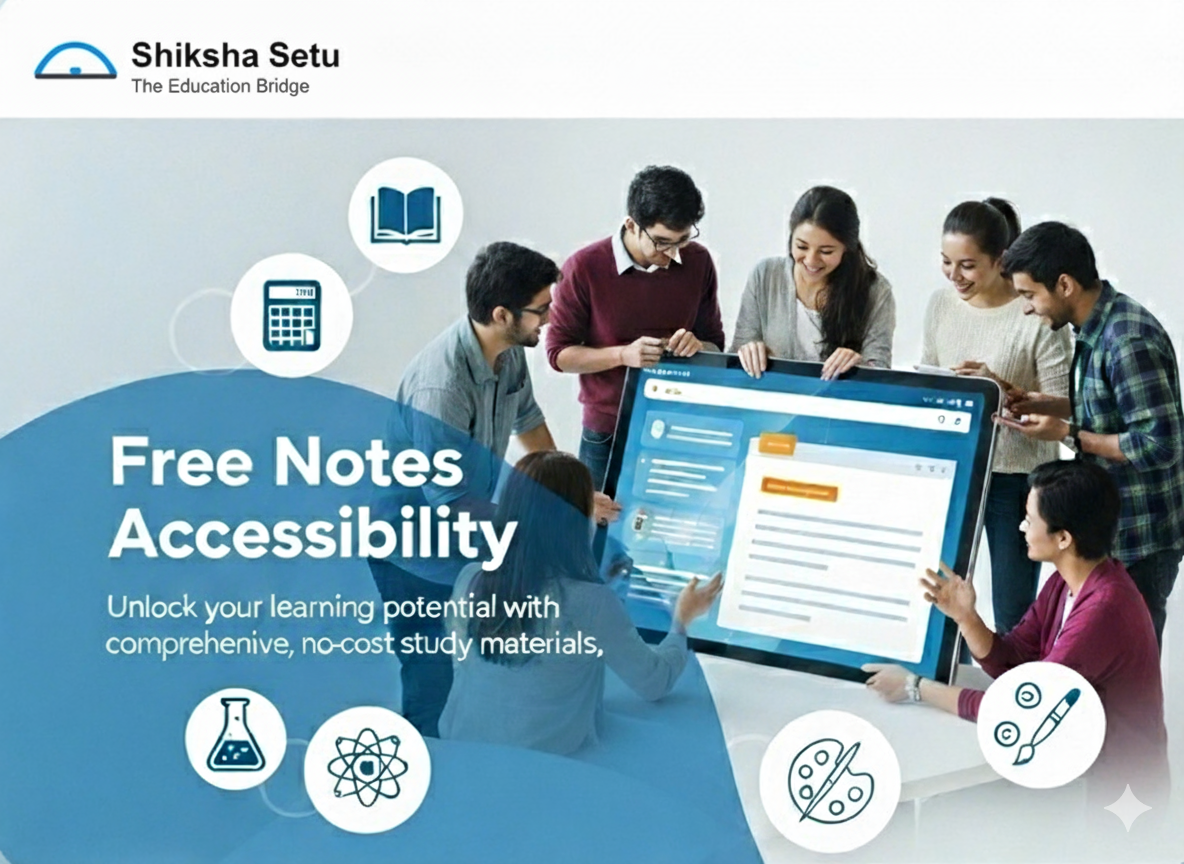 Shiksha Setu
The Education Bridge
Free Notes
Accessibility
Unlock your learning potential with
comprehenive, no-cost study materials,